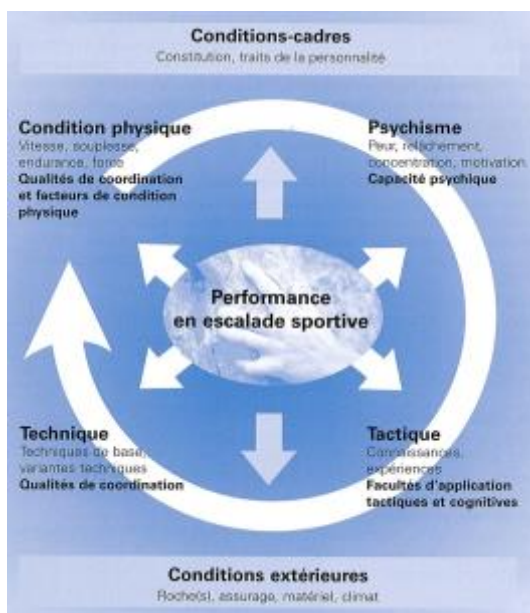 Conditions-cadres
Constitution, traits de la personnalité
Condition physique
Vitesse, souplesse,
endurance, force
Qualités de coordination
et facteurs de condition
physique
Psychisme
Peur, relâchement,
concentration, motivation
Capacité psychique
Performance
en escalade sportive
Technique
Techniques de base,
variantes techniques
Qualités de coordination
Tactique
Connaissances,
expériences
Facultés d'application
tactiques et cognitives
Conditions extérieures
Roche(s), assurage, matériel, climat